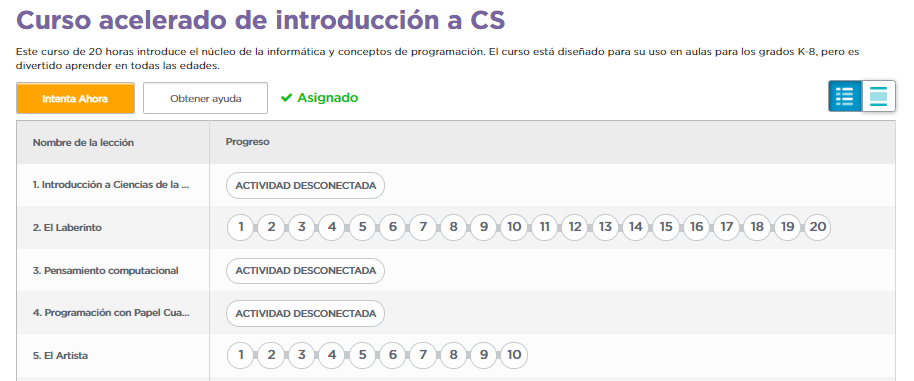 Curso acelerado de introducción a CS
Este curso de 20 horas introduce el núcleo de la informática y conceptos de programación. El curso está diseñado para su uso en aulas para los grados K-8, pero es
divertido aprender en todas las edades.
Intenta Ahora
Obtener ayuda
Asignado
Nombre de la lección
Progreso
1. Introducción a Ciencias de la ...
ACTIVIDAD DESCONECTADA
2. El Laberinto
1 2 3 4 5 6 7 8 9 10 11 12 13 14 15 16 17 18 19 20
3. Pensamiento computacional
ACTIVIDAD DESCONECTADA
4. Programación con Papel Cua...
ACTIVIDAD DESCONECTADA
5. El Artista
1 2 3 4 5 6 7 8 9 10